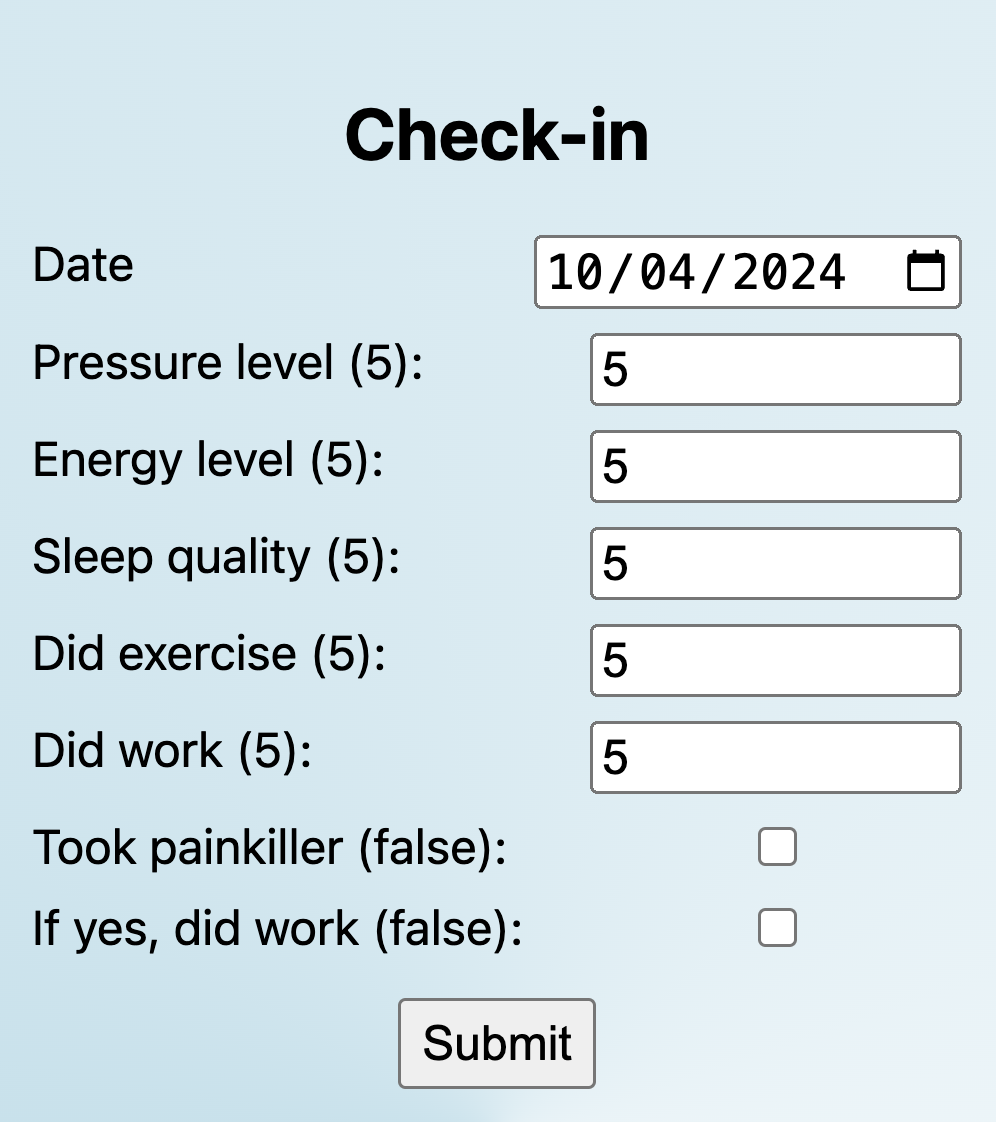 Check-in
Date 10/04/2024
Pressure level (5): 5
Energy level (5): 5
Sleep quality (5): 5
Did exercise (5): 5
Did work (5): 5
Took painkiller (false):
If yes, did work (false):
Submit